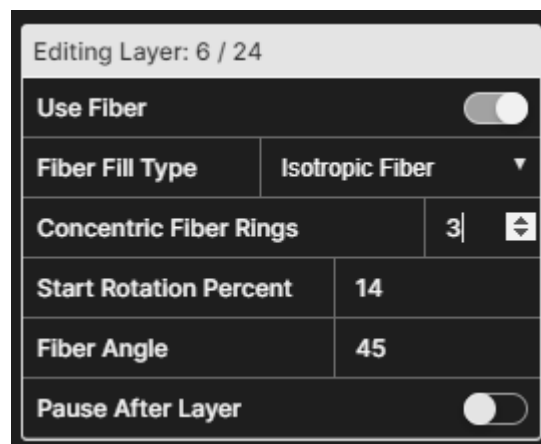 Editing Layer: 6 / 24
Use Fiber
Fiber Fill Type Isotropic Fiber
Concentric Fiber Rings 3
Start Rotation Percent 14
Fiber Angle 45
Pause After Layer